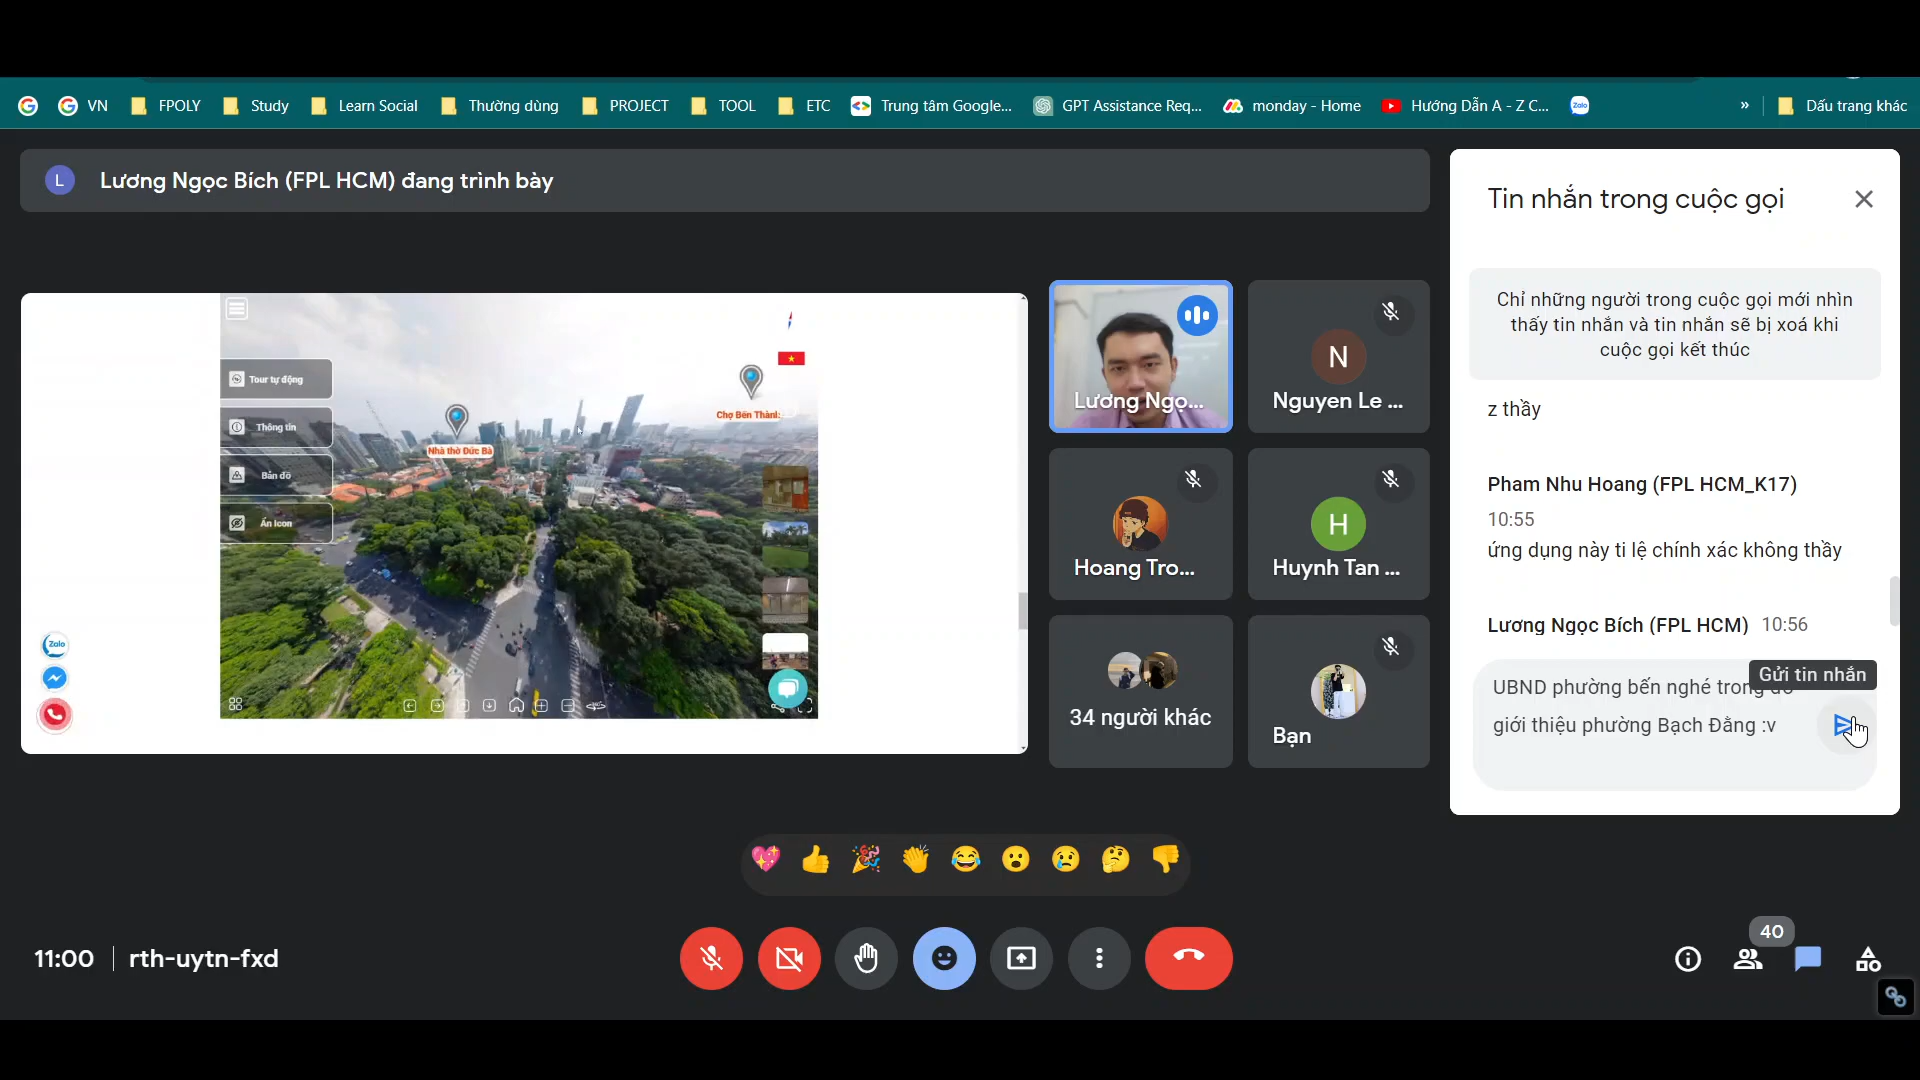 VN
FPOLY
Study
Learn Social
Thường dùng
PROJECT
TOOL
ETC
Trung tâm Google...
GPT Assistance Req...
monday - Home
Hướng Dẫn A - Z C...
Zalo
»
Dấu trang khác
L
Lương Ngọc Bích (FPL HCM) đang trình bày
Tour tự động
Thông tin
Bản đồ
Ẩn Icon
Nhà thờ Đức Bà
Chợ Bến Thành
Zalo
Lương Ngọ...
N
Nguyen Le ...
Hoang Tro...
H
Huynh Tan ...
34 người khác
Bạn
Tin nhắn trong cuộc gọi
Chỉ những người trong cuộc gọi mới nhìn
thấy tin nhắn và tin nhắn sẽ bị xoá khi
cuộc gọi kết thúc
z thầy
Pham Nhu Hoang (FPL HCM_K17)
10:55
ứng dụng này ti lệ chính xác không thầy
Lương Ngọc Bích (FPL HCM) 10:56
Gửi tin nhắn
UBND phường bến nghé trong
giới thiệu phường Bạch Đằng :v
11:00
rth-uytn-fxd
40